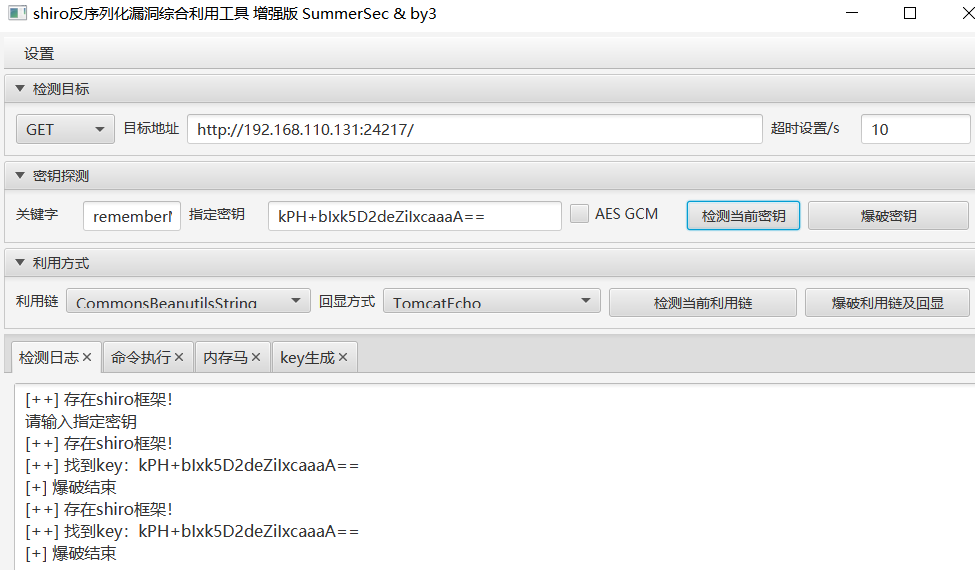 shiro反序列化漏洞综合利用工具 增强版 SummerSec & by3
设置
检测目标
GET 目标地址 http://192.168.110.131:24217/ 超时设置/s 10
密钥探测
关键字 rememberM 指定密钥 kPH+bIxk5D2deZiIxcaaaA== AES GCM 检测当前密钥 爆破密钥
利用方式
利用链 CommonsBeanutilsString 回显方式 TomcatEcho 检测当前利用链 爆破利用链及回显
检测日志 命令执行 内存马 key生成
[++] 存在shiro框架!
请输入指定密钥
[++] 存在shiro框架!
[++] 找到key: kPH+bIxk5D2deZiIxcaaaA==
[+] 爆破结束
[++] 存在shiro框架!
[++] 找到key: kPH+bIxk5D2deZiIxcaaaA==
[+] 爆破结束